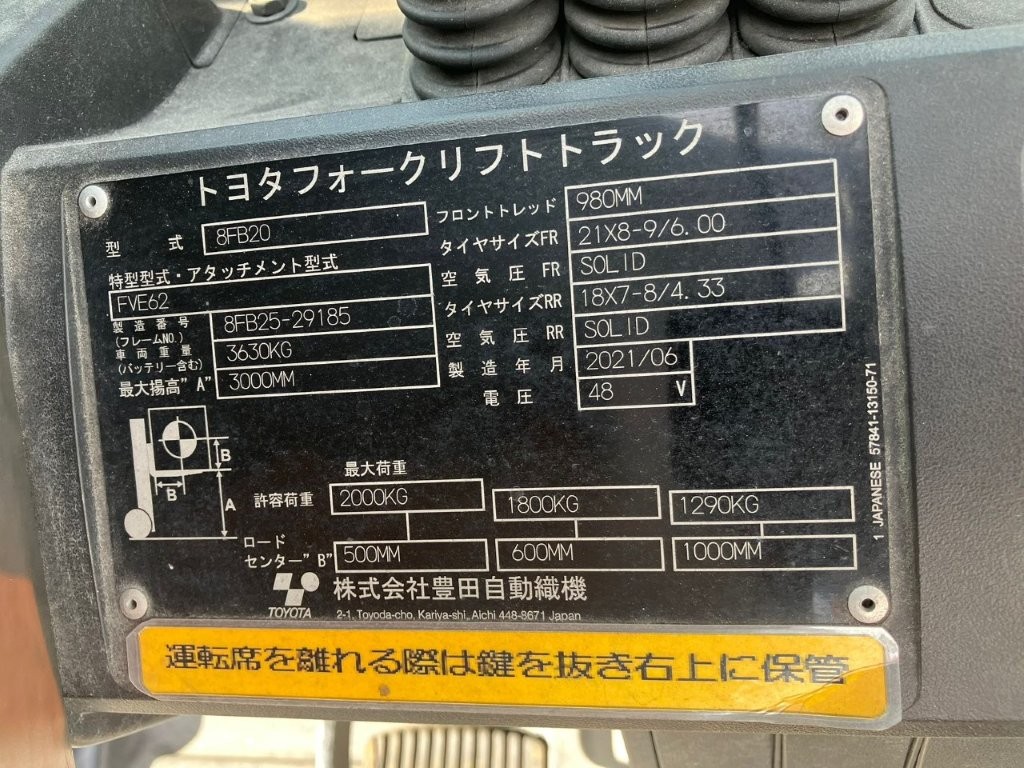 トヨタフォークリフトトラック
型式 8FB20
特型型式・アタッチメント型式
FVE62
製造番号
(フレームNO.)
8FB25-29185
車両重量
(バッテリー含む)
3630KG
最大揚高"A" 3000MM
フロントトレッド 980MM
タイヤサイズFR 21X8-9/6.00
空気圧 FR SOLID
タイヤサイズRR 18X7-8/4.33
空気圧 RR SOLID
製造年月 2021/06
電圧 48 V
B
B
A
最大荷重
許容荷重 2000KG 1800KG 1290KG
ロード
センター"B" 500MM 600MM 1000MM
TOYOTA
株式会社豊田自動織機
2-1, Toyoda-cho, Kariya-shi, Aichi 448-8671 Japan
1 JAPANESE 57841-13150-71
運転席を離れる際は鍵を抜き右上に保管